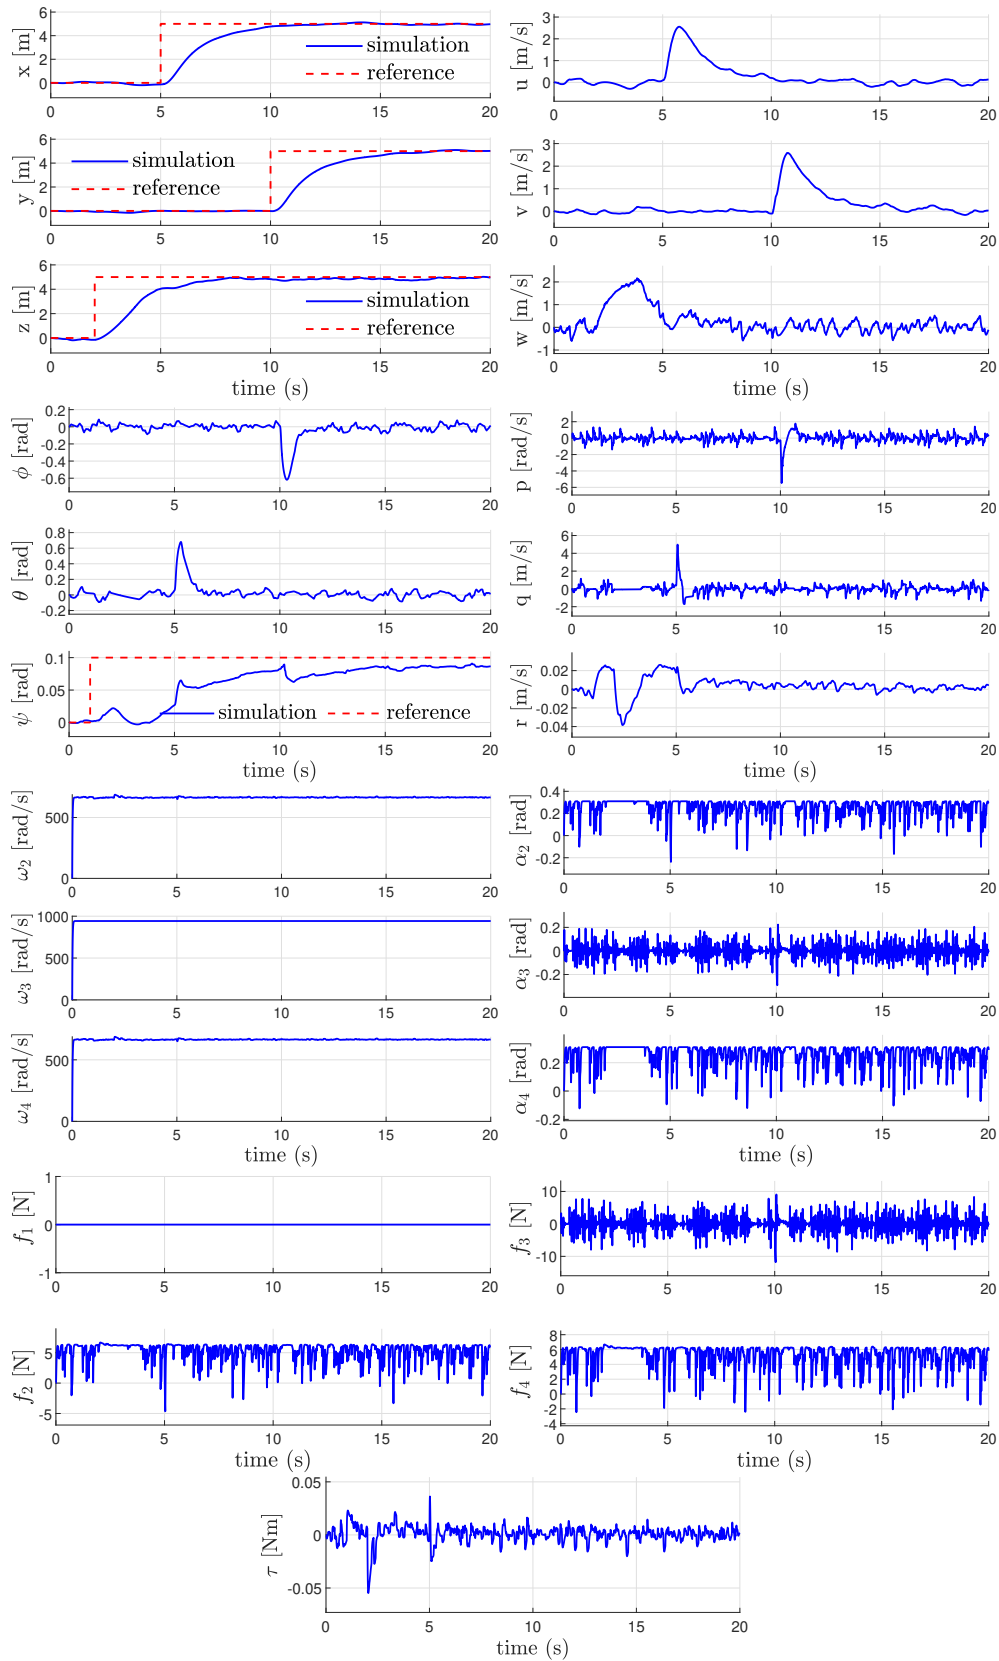 6
4
2
0
x [m]
simulation
reference
0 5 10 15 20
3
2
1
0
u [m/s]
0 5 10 15 20
6
4
2
0
y [m]
simulation
reference
0 5 10 15 20
3
2
1
0
v [m/s]
0 5 10 15 20
6
4
2
0
z [m]
simulation
reference
0 5 10 15 20
time (s)
2
1
0
-1
w [m/s]
0 5 10 15 20
time (s)
0.2
0
-0.2
-0.4
-0.6
ϕ [rad]
0 5 10 15 20
2
0
-2
-4
-6
p [rad/s]
0 5 10 15 20
0.8
0.6
0.4
0.2
0
-0.2
θ [rad]
0 5 10 15 20
6
4
2
0
-2
q [m/s]
0 5 10 15 20
0.1
0.05
0
ψ [rad]
simulation reference
0 5 10 15 20
time (s)
0.02
0
-0.02
-0.04
r [m/s]
0 5 10 15 20
time (s)
500
0
ω₂ [rad/s]
0 5 10 15 20
0.4
0.2
0
-0.2
α₂ [rad]
0 5 10 15 20
1000
500
0
ω₃ [rad/s]
0 5 10 15 20
0.2
0
-0.2
α₃ [rad]
0 5 10 15 20
500
0
ω₄ [rad/s]
0 5 10 15 20
time (s)
0.2
0
-0.2
α₄ [rad]
0 5 10 15 20
time (s)
1
0
-1
f₁ [N]
0 5 10 15 20
10
0
-10
f₃ [N]
0 5 10 15 20
5
0
-5
f₂ [N]
0 5 10 15 20
time (s)
8
6
4
2
0
-2
-4
f₄ [N]
0 5 10 15 20
time (s)
0.05
0
-0.05
τ [Nm]
0 5 10 15 20
time (s)